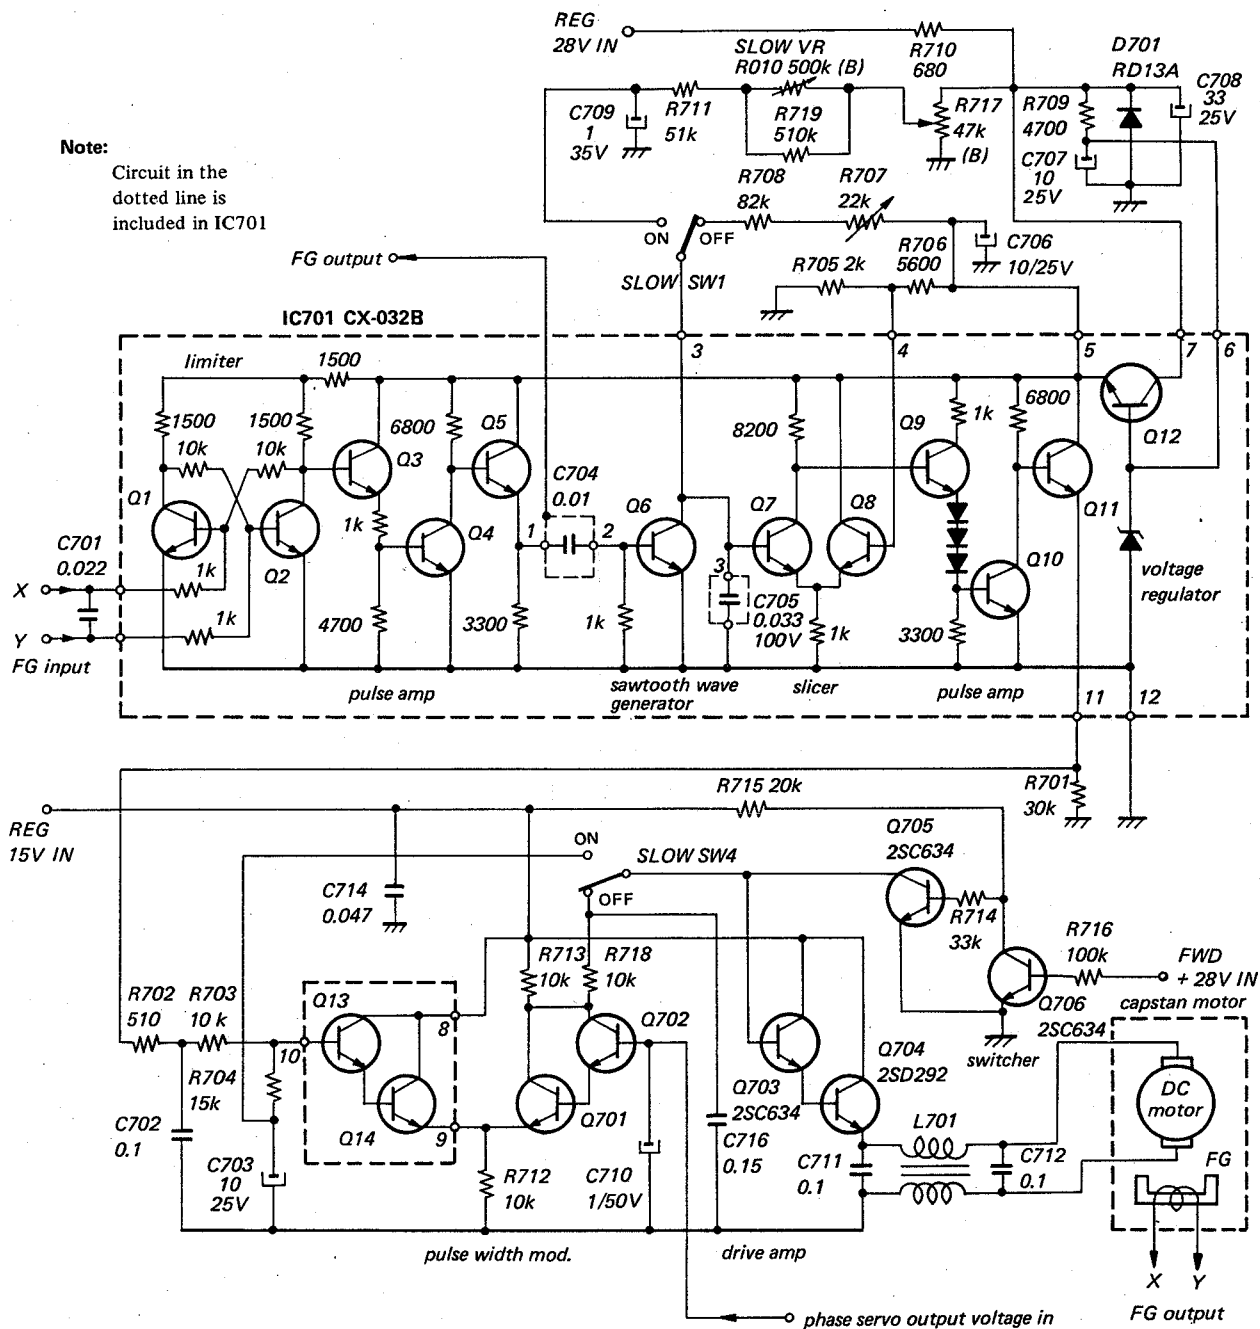 REG
28V IN
R710
680
SLOW VR
R010 500k (B)
D701
RD13A
C708
33
25V
C709
1
35V
R711
51k
R719
510k
R717
47k
(B)
R709
4700
C707
10
25V
Note:
Circuit in the
dotted line is
included in IC701
R708
82k
R707
22k
ON
OFF
SLOW SW1
FG output
R705 2k
R706
5600
C706
10/25V
IC701 CX-032B
3
4
5
7
6
limiter
1500
1500
10k
1500
10k
Q3
6800
Q5
8200
Q9
1k
6800
Q12
Q1
Q2
1k
Q4
C704
0.01
1
2
Q6
Q7
Q8
Q11
Q10
C701
0.022
X
Y
FG input
1k
1k
4700
3300
1k
3
C705
0.033
100V
1k
3300
voltage
regulator
pulse amp
sawtooth wave
generator
slicer
pulse amp
11
12
REG
15V IN
R715 20k
R701
30k
ON
OFF
SLOW SW4
Q705
2SC634
C714
0.047
R714
33k
R716
100k
FWD
+ 28V IN
capstan motor
R713
10k
R718
10k
Q706
2SC634
switcher
R702
510
R703
10 k
Q13
8
Q702
10
R704
15k
Q14
9
Q701
Q703
2SC634
Q704
2SD292
L701
DC
motor
C702
0.1
C703
10
25V
R712
10k
C710
1/50V
C716
0.15
C711
0.1
C712
0.1
FG
pulse width mod.
drive amp
X
Y
FG output
phase servo output voltage in